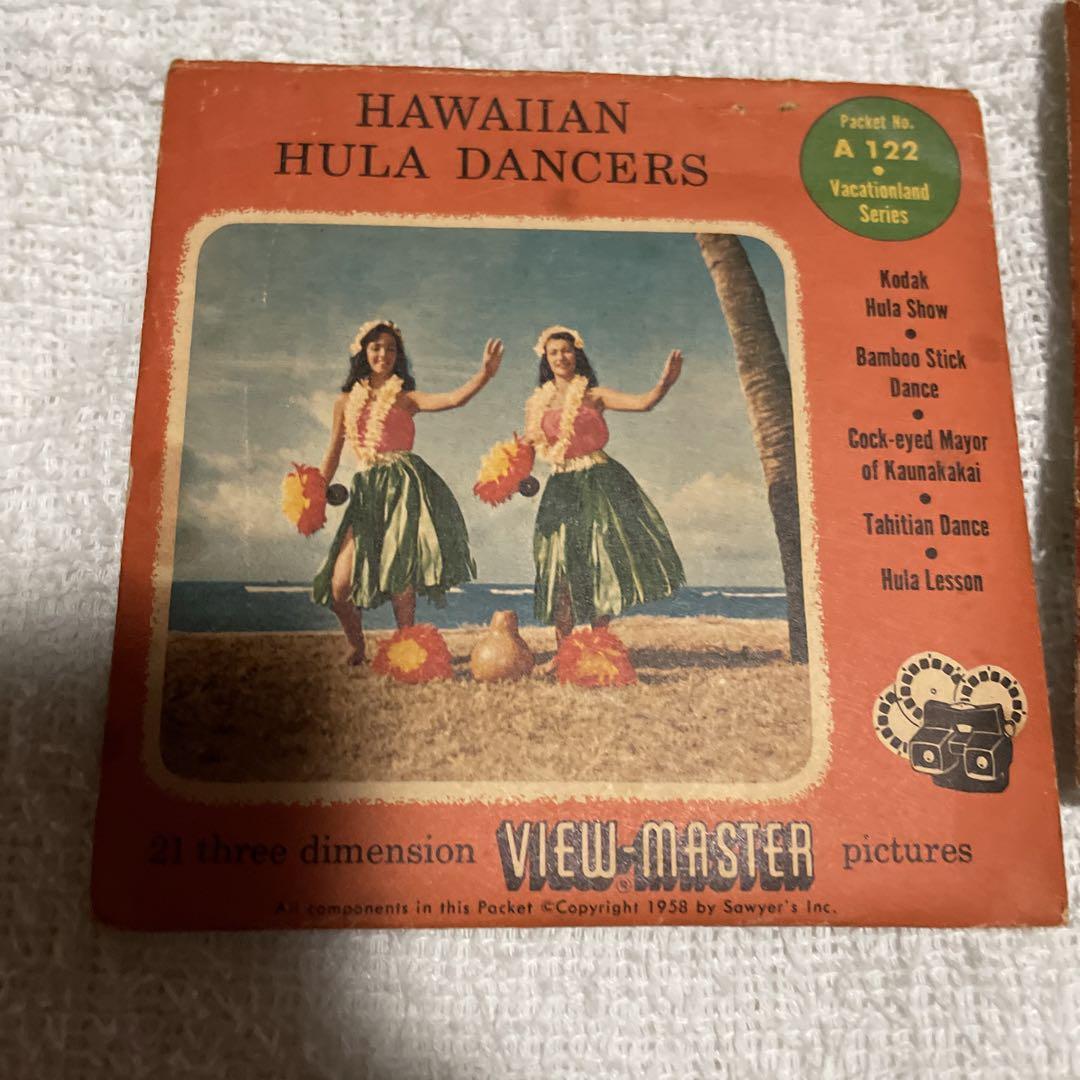 HAWAIIAN
HULA DANCERS
Packet No.
A 122
•
Vacationland
Series
Kodak
Hula Show
•
Bamboo Stick
Dance
•
Cock-eyed Mayor
of Kaunakakai
•
Tahitian Dance
•
Hula Lesson
21 three dimension VIEW-MASTER® pictures
All components in this Packet ©Copyright 1958 by Sawyer's Inc.